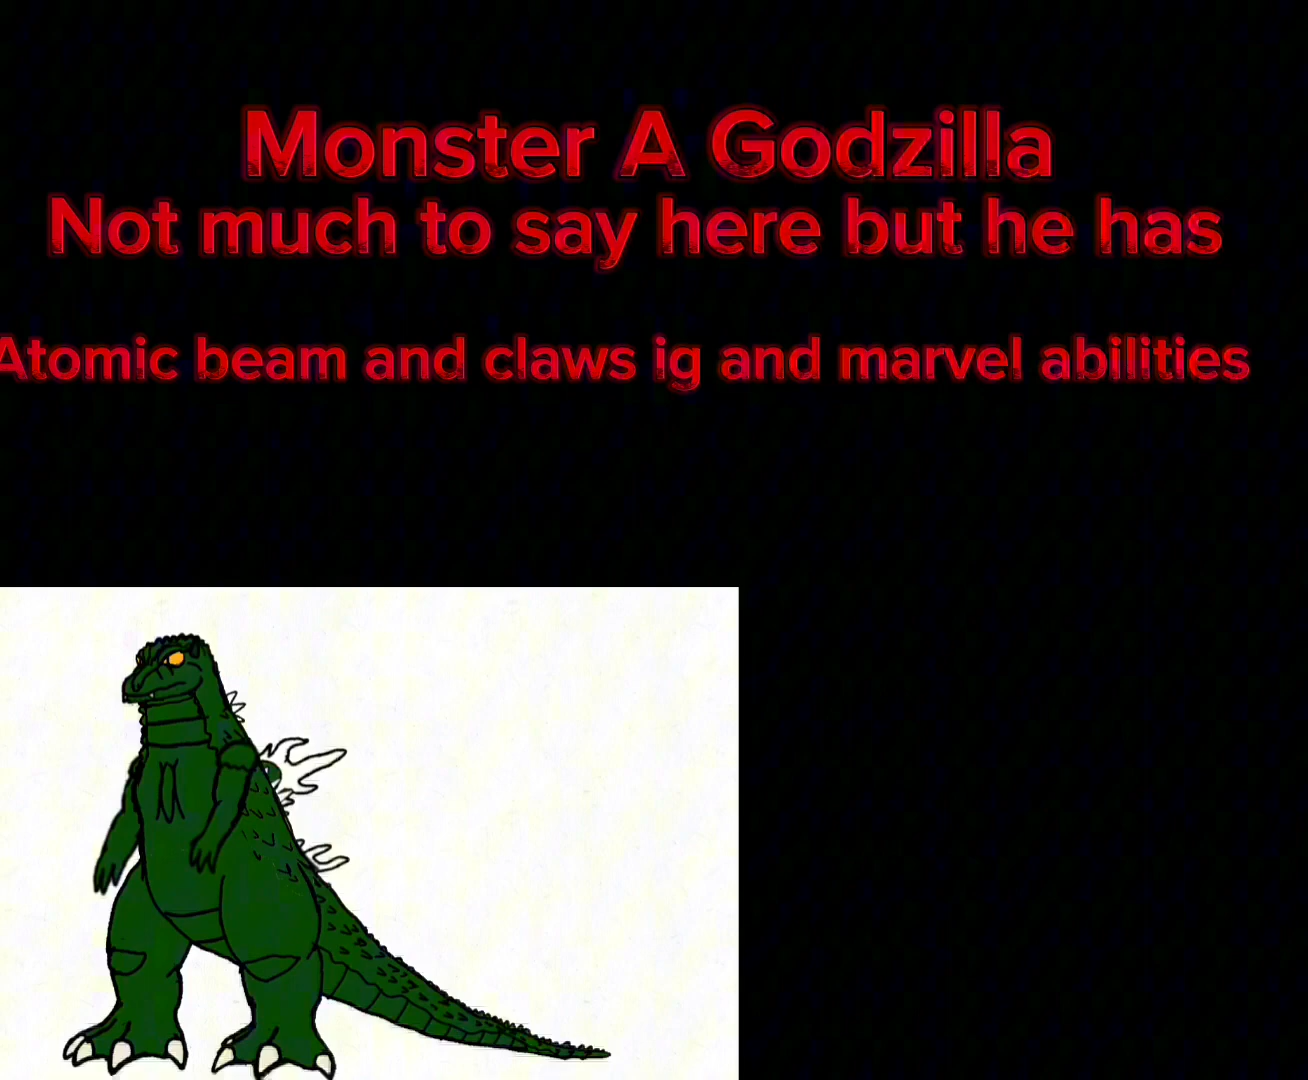 Monster A Godzilla
Not much to say here but he has
Atomic beam and claws ig and marvel abilities